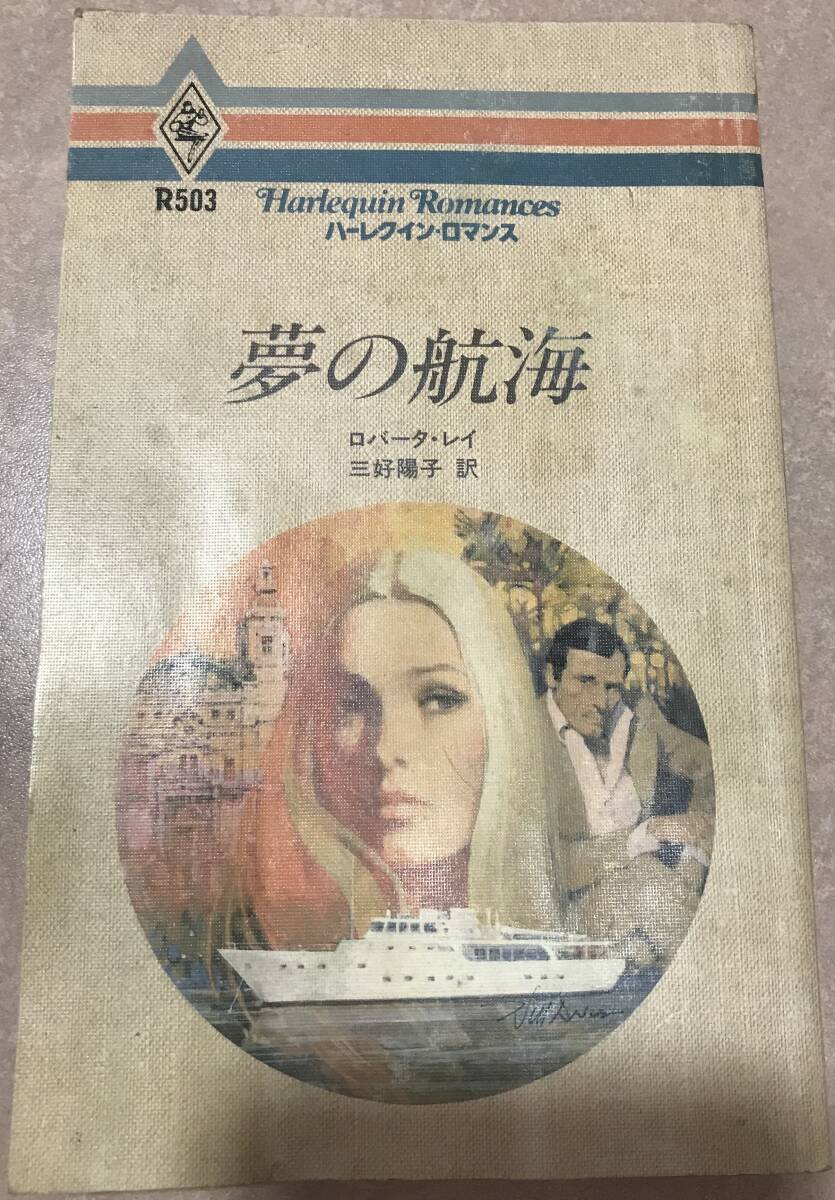 R503
Harlequin Romances
ハーレクイン・ロマンス
夢の航海
ロバータ・レイ
三好陽子 訳